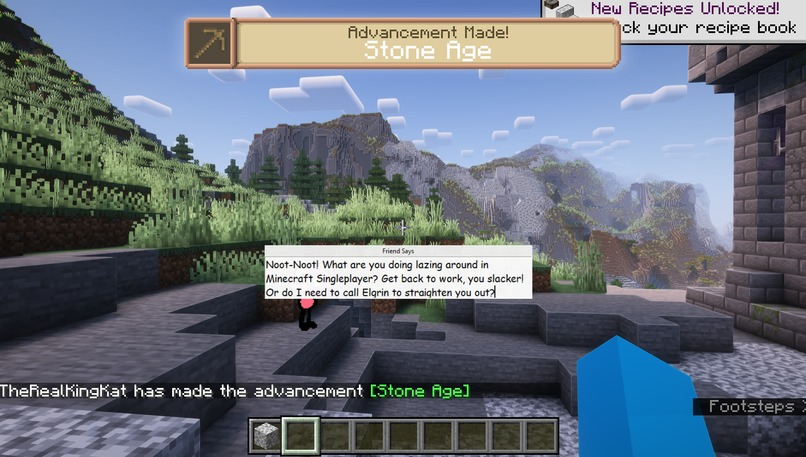 New Recipes Unlocked!
Advancement Made!
ck your recipe book
Stone Age
Friend Says
Noot-Noot! What are you doing lazing around in
Minecraft Singleplayer? Get back to work, you slacker!
Or do I need to call Elqrin to straighten you out?
TheRealKingKat has made the advancement [Stone Age]
Footsteps >